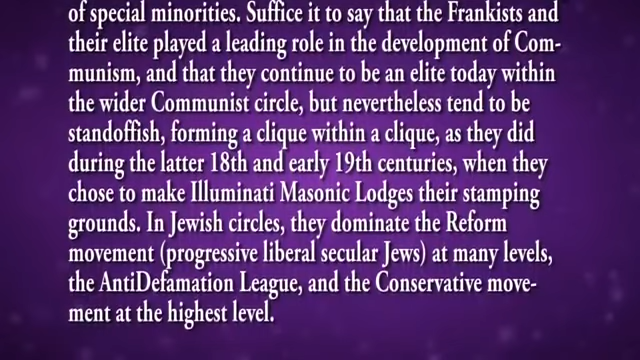 of special minorities. Suffice it to say that the Frankists and
their elite played a leading role in the development of Com-
munism, and that they continue to be an elite today within
the wider Communist circle, but nevertheless tend to be
standoffish, forming a clique within a clique, as they did
during the latter 18th and early 19th centuries, when they
chose to make Illuminati Masonic Lodges their stamping
grounds. In Jewish circles, they dominate the Reform
movement (progressive liberal secular Jews) at many levels,
the AntiDefamation League, and the Conservative move-
ment at the highest level.